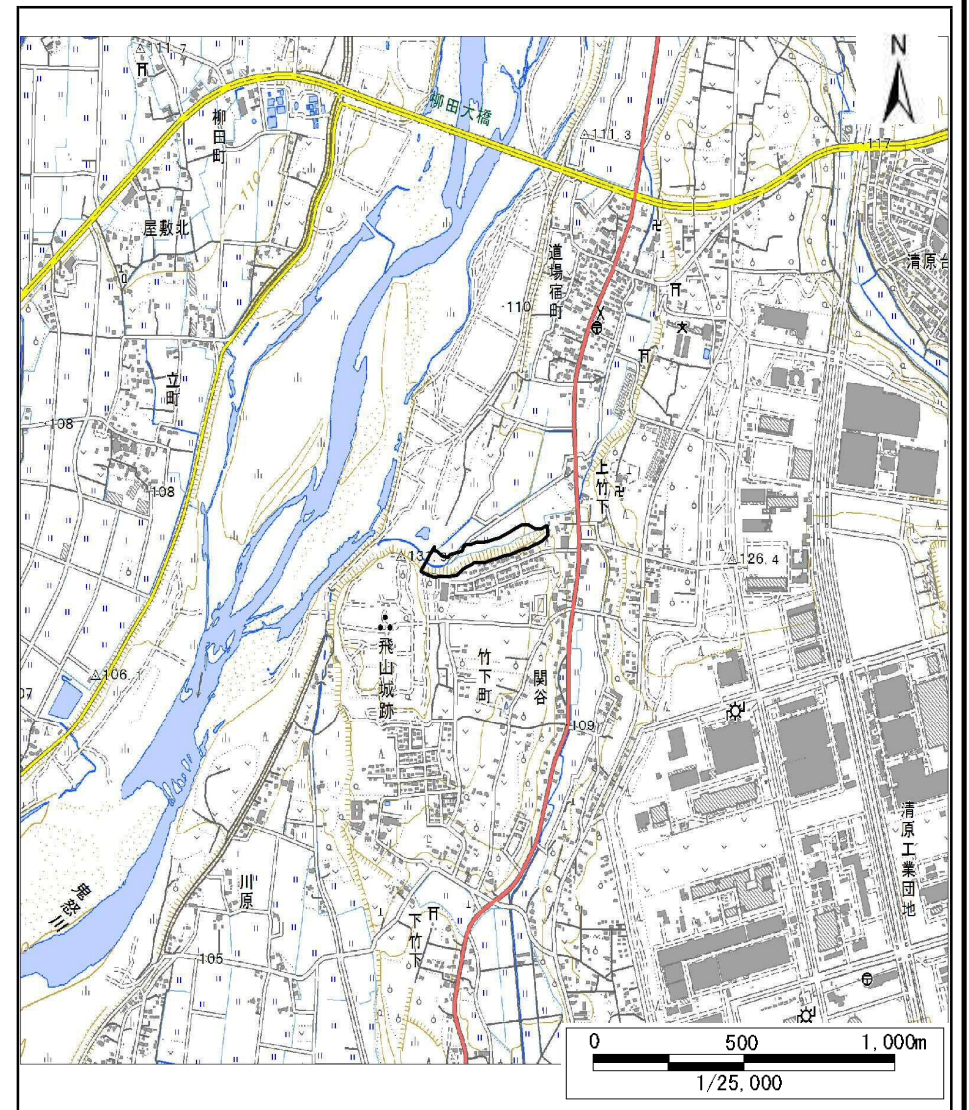 N
111.7
柳田町
柳田大橋
111.3
117
110
屋敷北
清原台
道場宿町
110
立町
108
108
上竹下
126.4
飛山城跡
竹下町
関谷
106.1
07
109
清原工業団地
川原
鬼怒川
下竹下
105
0 500 1,000m
1/25,000